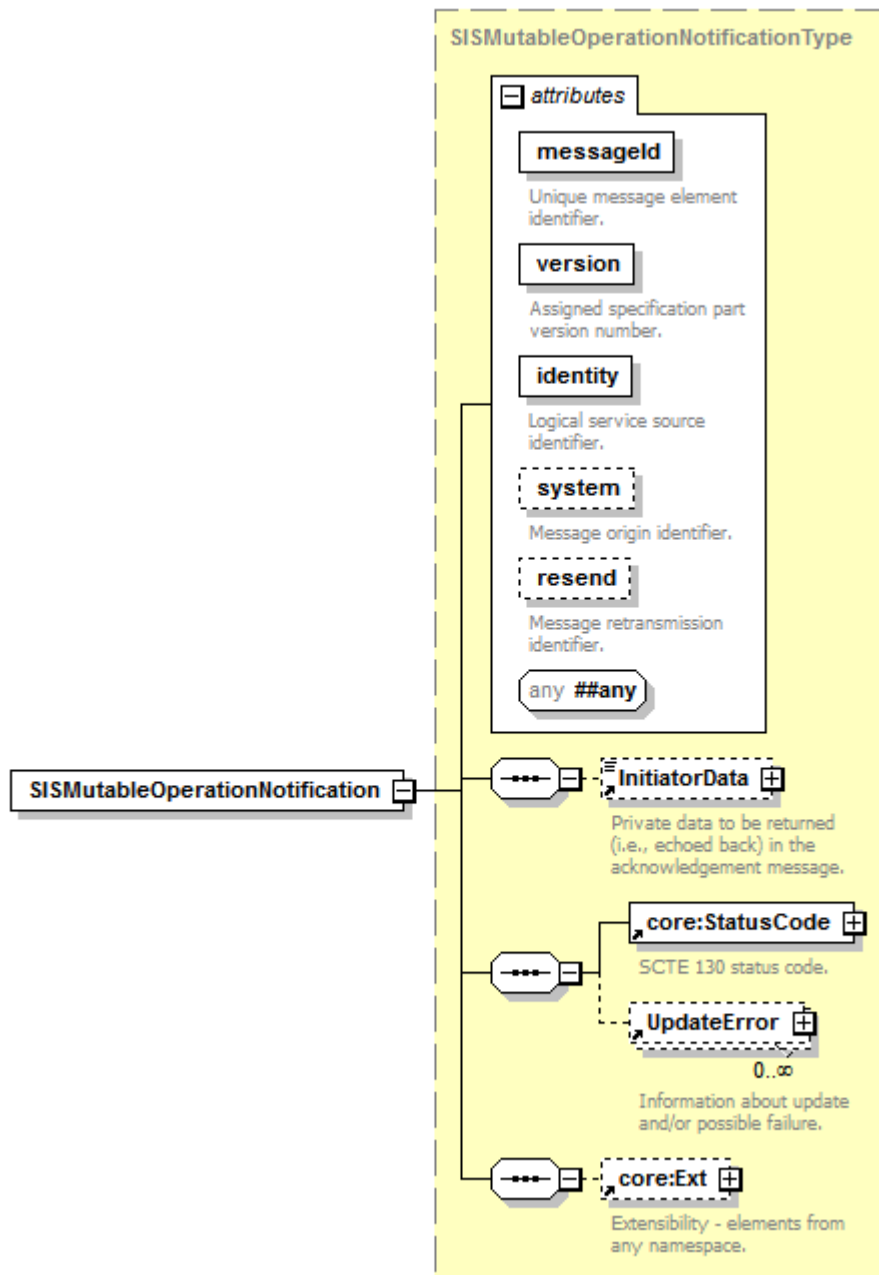 SISMutableOperationNotificationType
attributes
messageId
Unique message element
identifier.
version
Assigned specification part
version number.
identity
Logical service source
identifier.
system
Message origin identifier.
resend
Message retransmission
identifier.
any ##any
SISMutableOperationNotification
InitiatorData
Private data to be returned
(i.e., echoed back) in the
acknowledgement message.
core:StatusCode
SCTE 130 status code.
UpdateError
0..∞
Information about update
and/or possible failure.
core:Ext
Extensibility - elements from
any namespace.